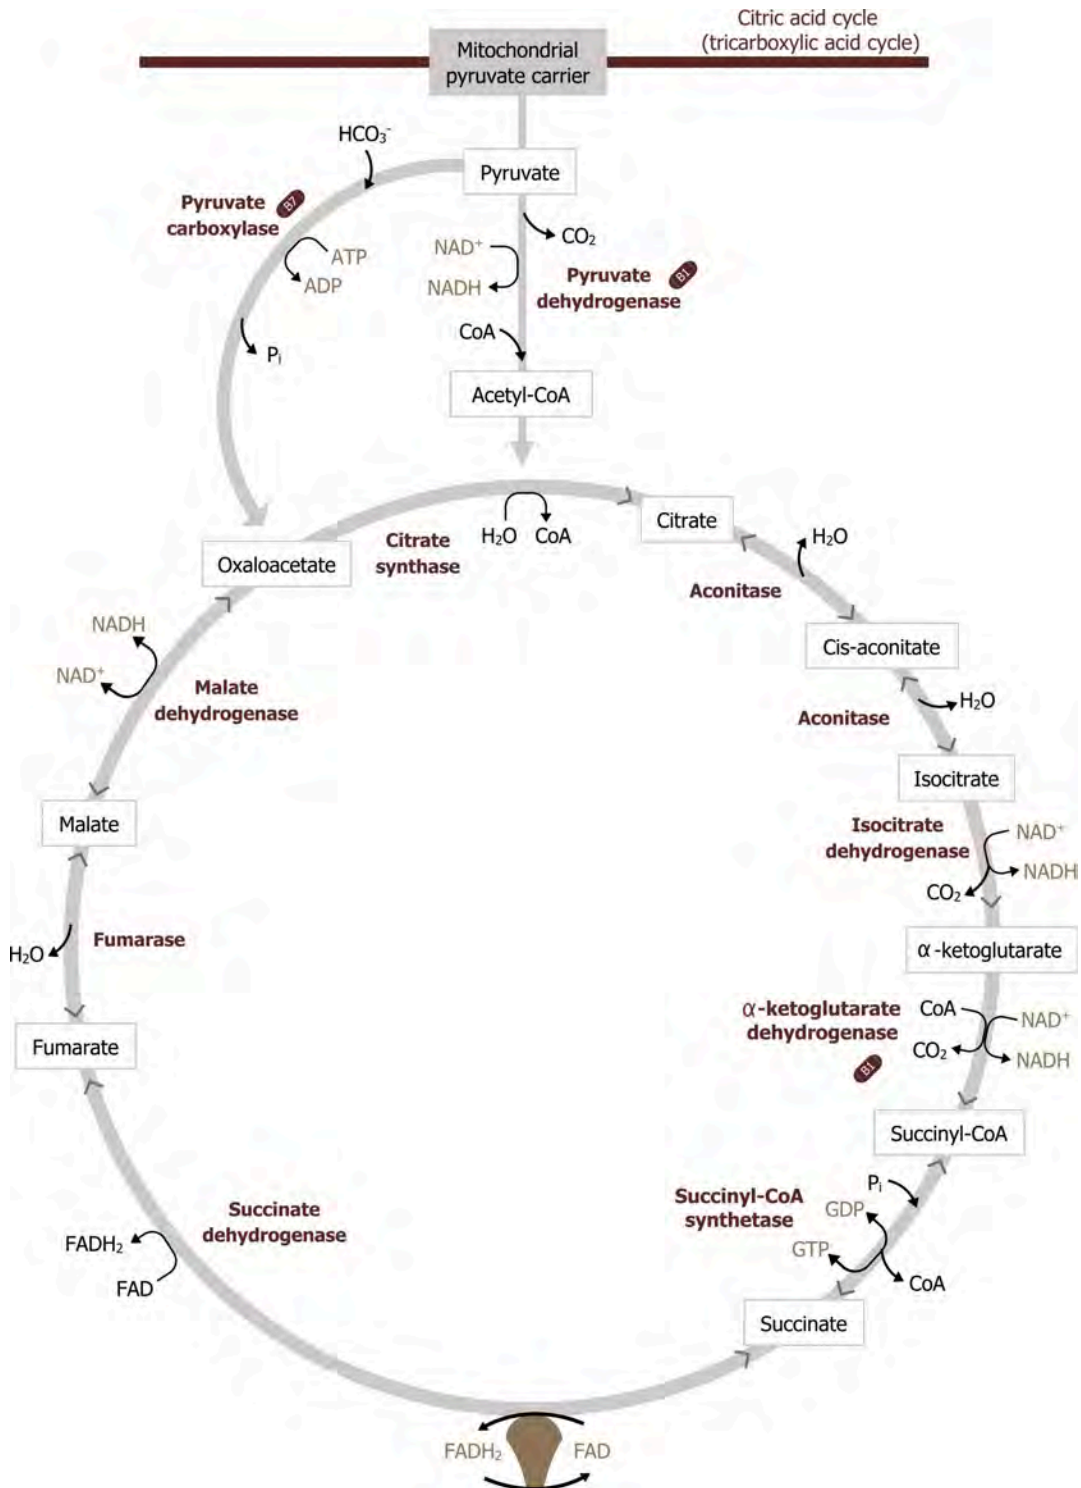 Citric acid cycle
(tricarboxylic acid cycle)
Mitochondrial
pyruvate carrier
HCO₃⁻
Pyruvate
Pyruvate
carboxylase
B7
CO₂
NAD⁺
ATP
ADP
NADH
Pyruvate
dehydrogenase
B1
CoA
Pᵢ
Acetyl-CoA
Citrate
H₂O
CoA
H₂O
Citrate
synthase
Oxaloacetate
Aconitase
NADH
Cis-aconitate
NAD⁺
Malate
dehydrogenase
H₂O
Aconitase
Isocitrate
Malate
Isocitrate
dehydrogenase
NAD⁺
NADH
CO₂
Fumarase
H₂O
α-ketoglutarate
α-ketoglutarate
dehydrogenase
B1
CoA
NAD⁺
CO₂
NADH
Fumarate
Succinyl-CoA
Pᵢ
Succinyl-CoA
synthetase
GDP
GTP
CoA
Succinate
dehydrogenase
FADH₂
FAD
Succinate
FADH₂
FAD